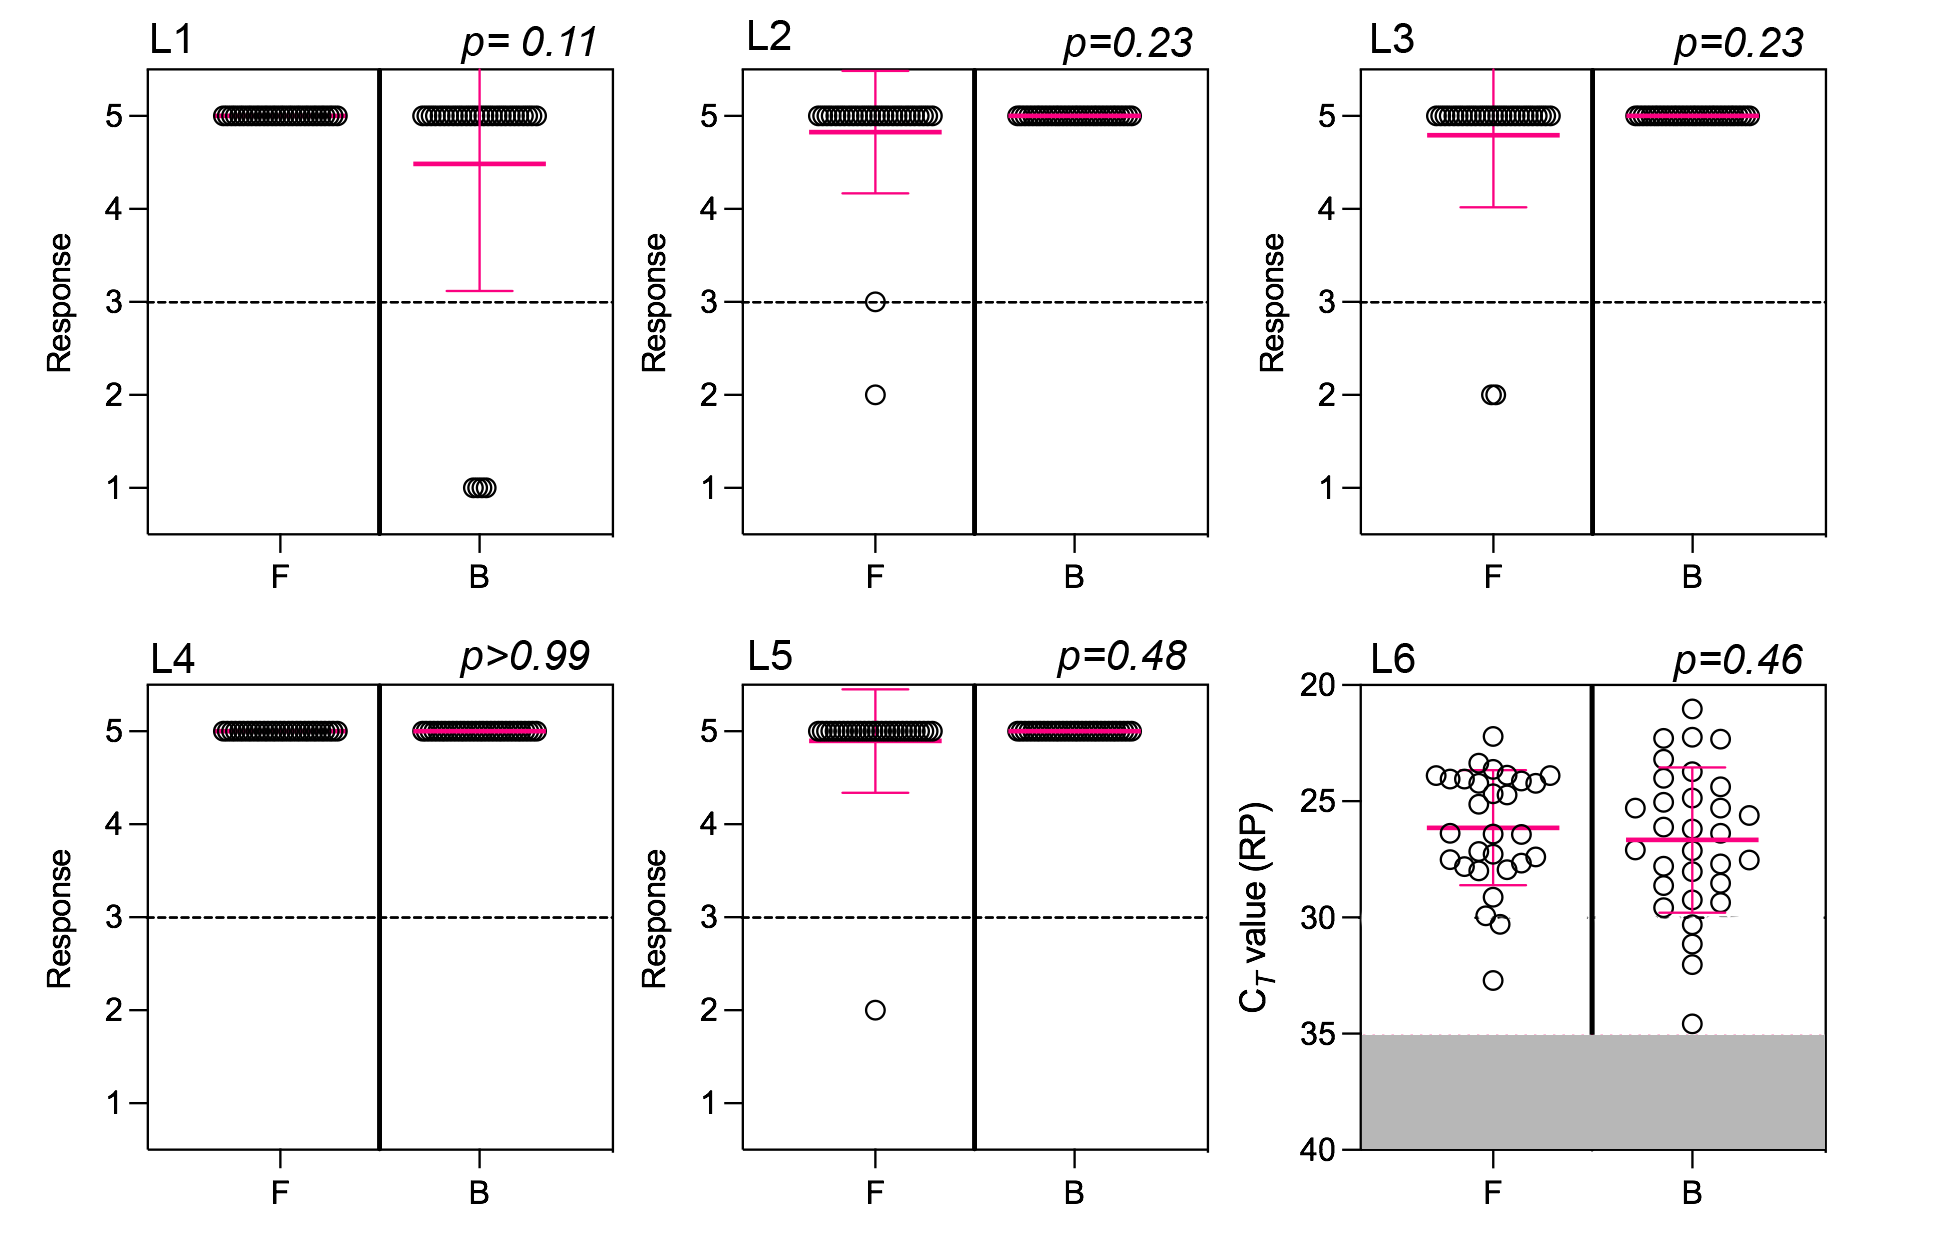 L1
p= 0.11
Response
5
4
3
2
1
F
B
L2
p=0.23
Response
5
4
3
2
1
F
B
L3
p=0.23
Response
5
4
3
2
1
F
B
L4
p>0.99
Response
5
4
3
2
1
F
B
L5
p=0.48
Response
5
4
3
2
1
F
B
L6
p=0.46
CT value (RP)
20
25
30
35
40
F
B